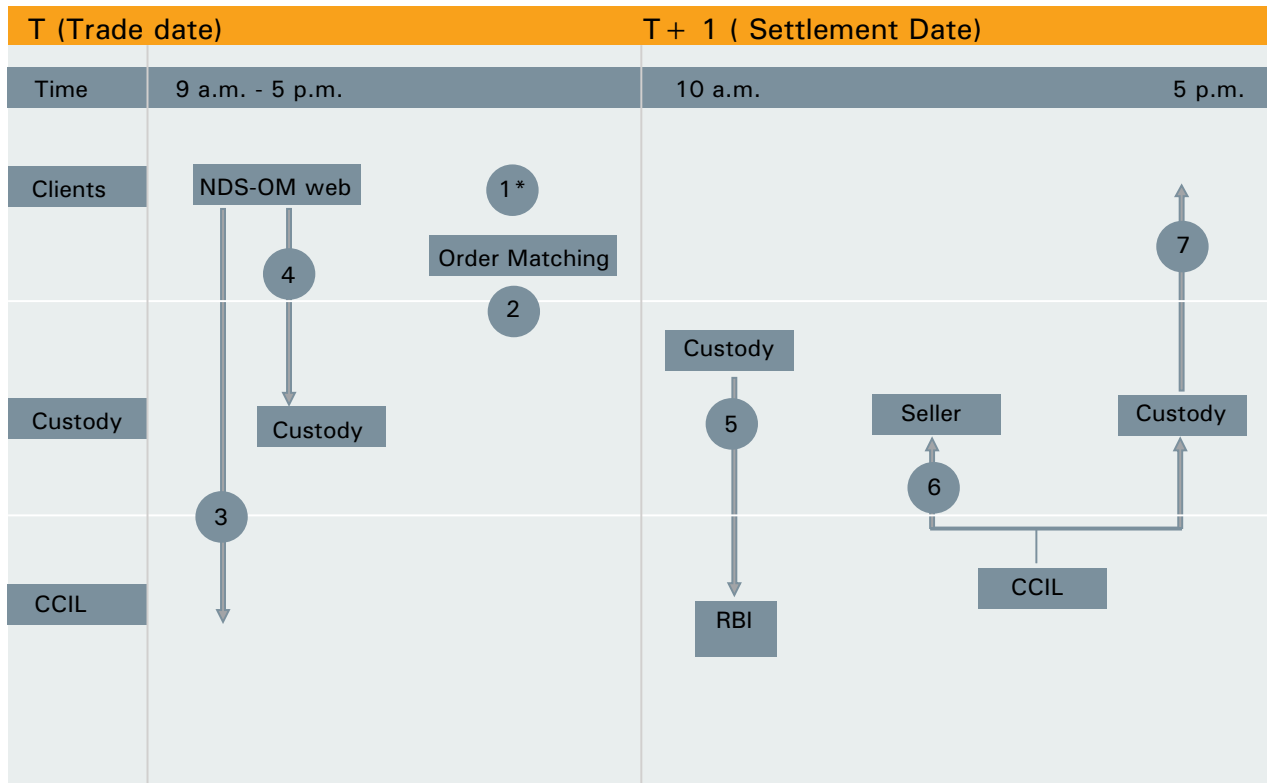 T (Trade date)
T + 1 ( Settlement Date)
Time
9 a.m. - 5 p.m.
10 a.m.
5 p.m.
Clients
NDS-OM web
1*
Order Matching
4
2
7
Custody
Custody
Custody
5
Seller
Custody
6
3
CCIL
CCIL
RBI